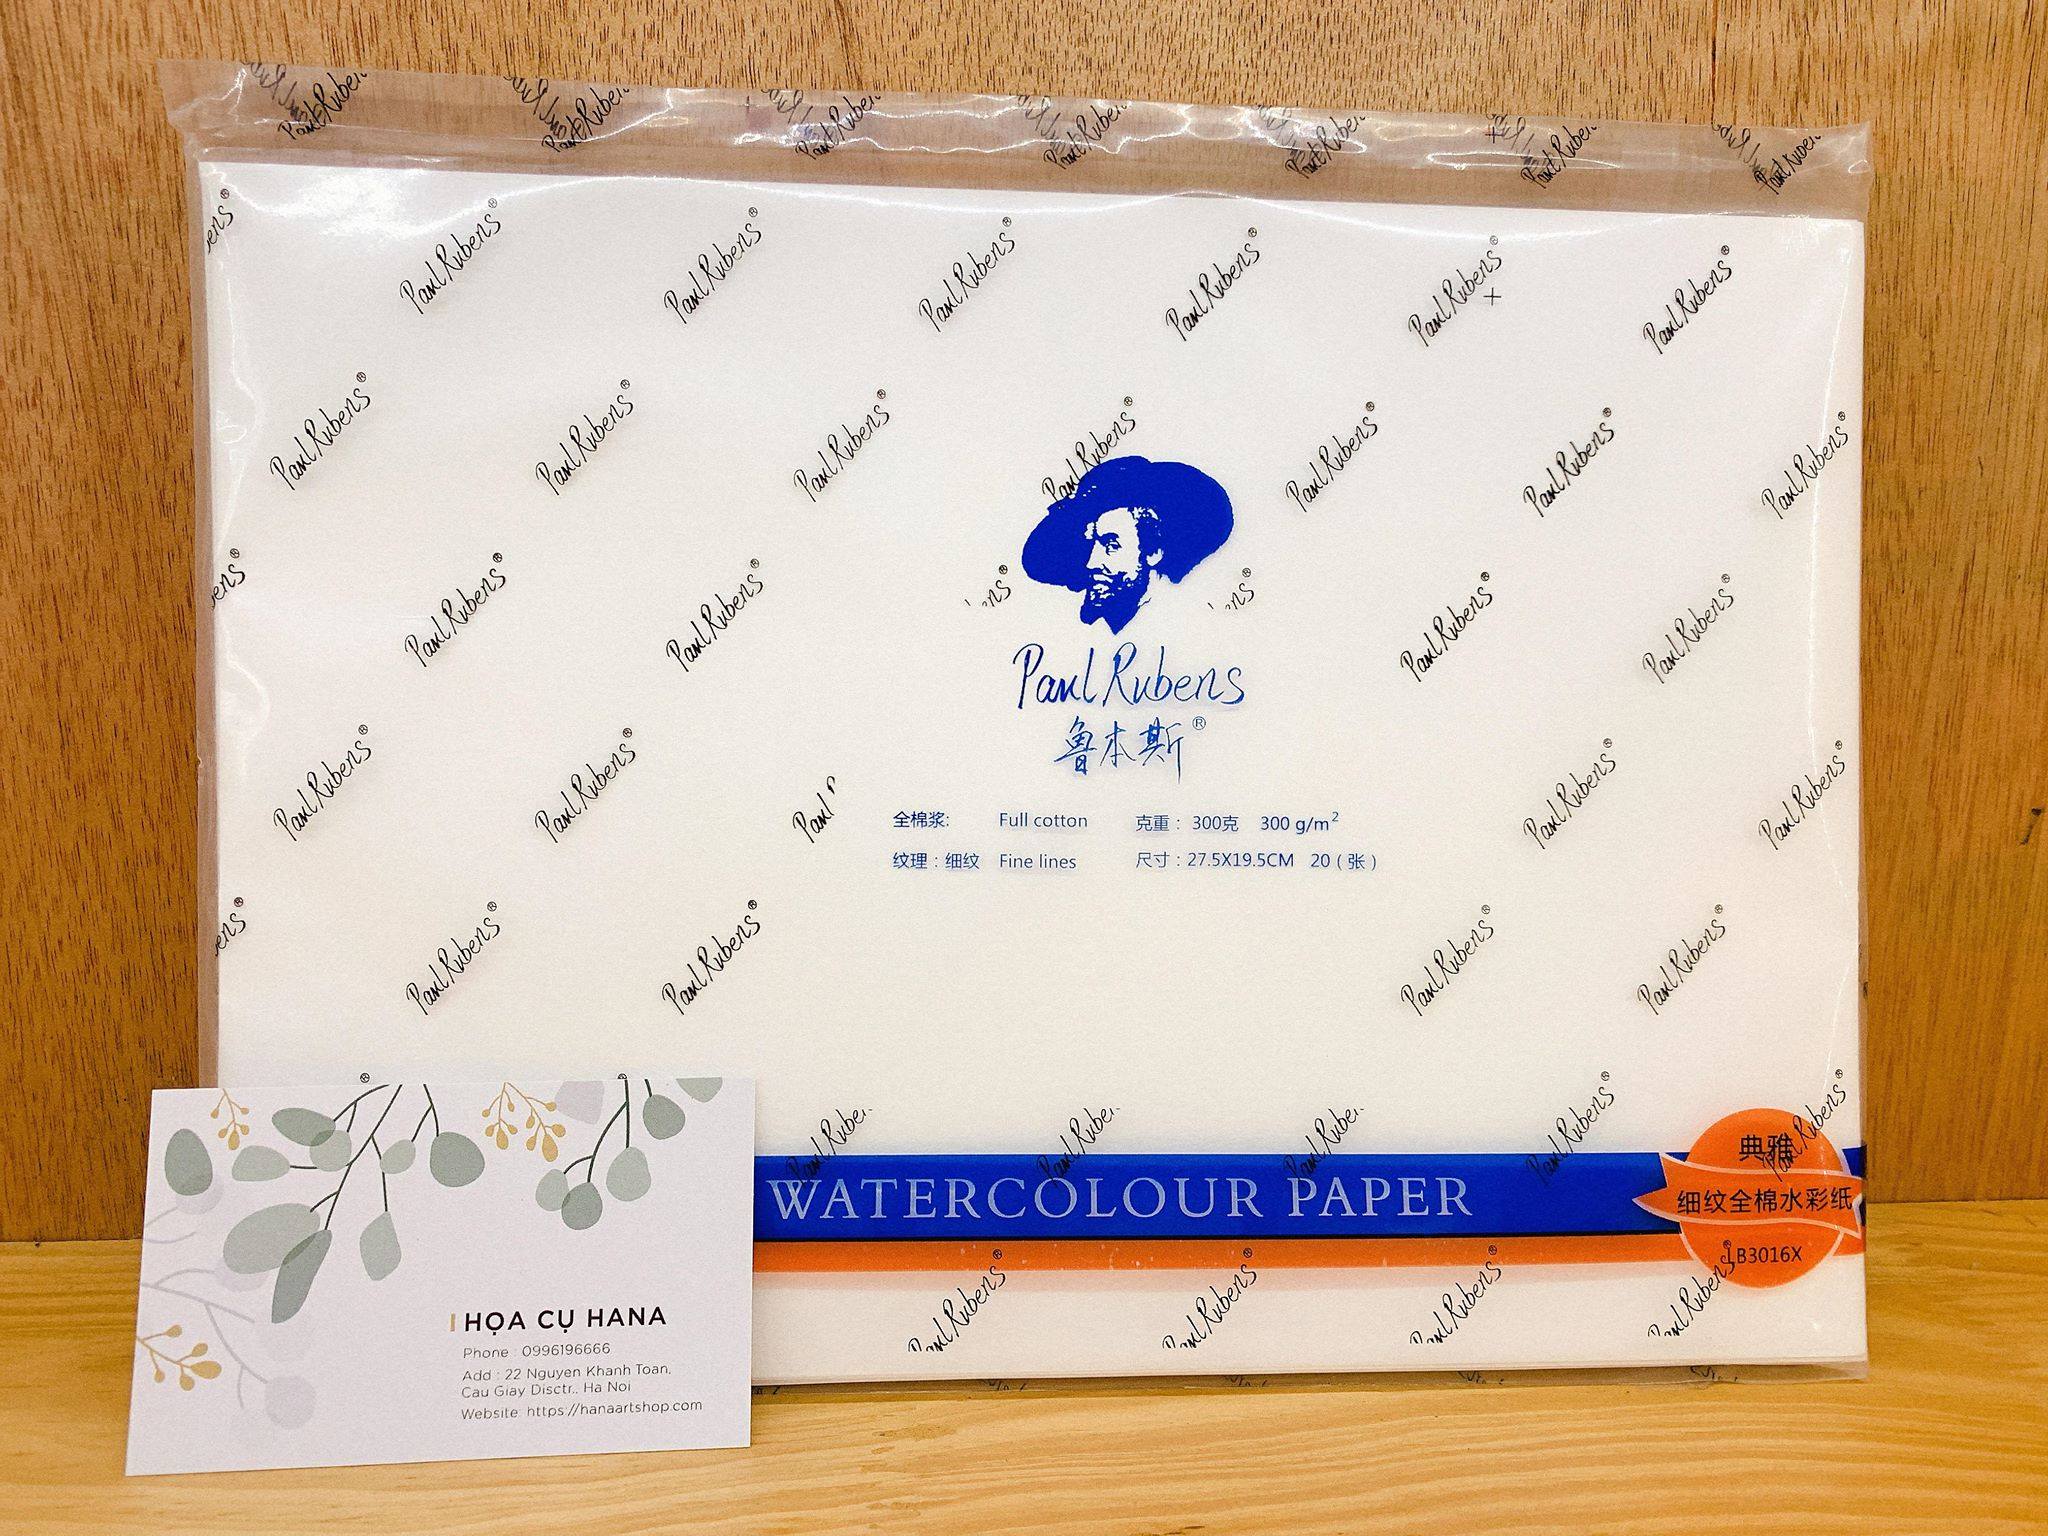 Paul Rubens®
鲁本斯®
全棉浆: Full cotton 克重: 300克 300 g/m²
纹理:细纹 Fine lines 尺寸:27.5X19.5CM 20(张)
WATERCOLOUR PAPER
典雅
细纹全棉水彩纸
LB3016X
HỌA CỤ HANA
Phone : 0996196666
Add : 22 Nguyen Khanh Toan,
Cau Giay Disctr., Ha Noi
Website: https://hanaartshop.com